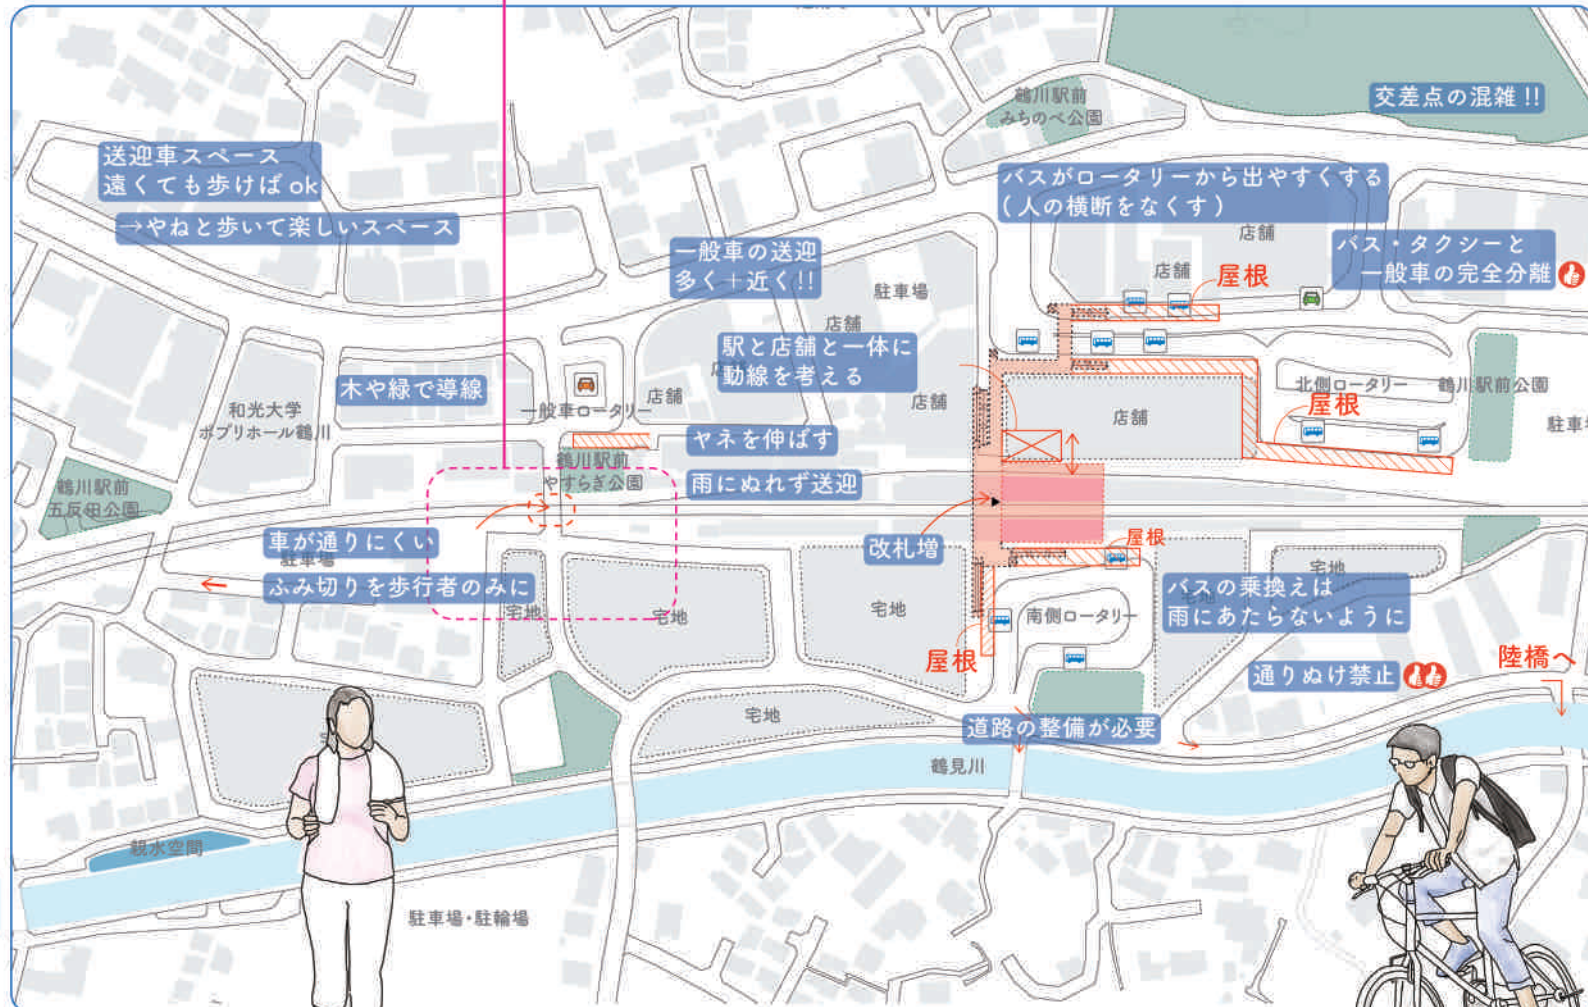 鶴川駅前
みちのべ公園
交差点の混雑 !!
送迎車スペース
遠くても歩けば ok
→やねと歩いて楽しいスペース
バスがロータリーから出やすくする
( 人の横断をなくす )
店舗
一般車の送迎
多く＋近く!!
バス・タクシーと
一般車の完全分離
店舗
屋根
駐車場
店舗
駅と店舗と一体に
動線を考える
木や緑で導線
一般車ロータリー
店舗
店舗
店舗
北側ロータリー
鶴川駅前公園
屋根
和光大学
ポプリホール鶴川
ヤネを伸ばす
駐車場
鶴川駅前
やすらぎ公園
雨にぬれず送迎
鶴川駅前
五反田公園
車が通りにくい
駐車場
ふみ切りを歩行者のみに
改札増
屋根
宅地
バスの乗換えは
雨にあたらないように
宅地
宅地
宅地
宅地
南側ロータリー
屋根
通りぬけ禁止
陸橋へ
宅地
道路の整備が必要
鶴見川
親水空間
駐車場・駐輪場